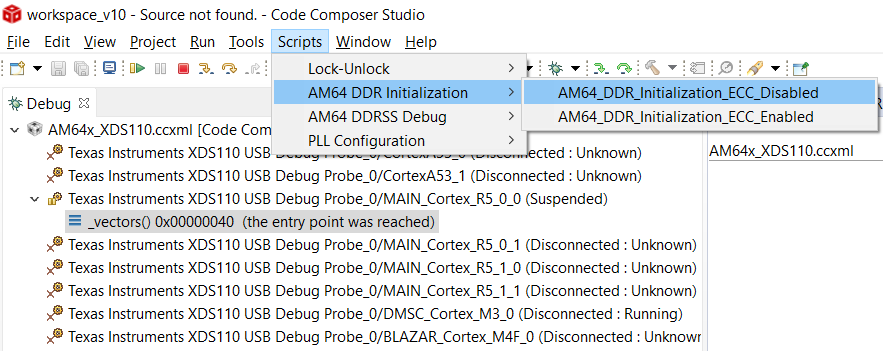 workspace_v10 - Source not found. - Code Composer Studio
File Edit View Project Run Tools Scripts Window Help
Lock-Unlock
AM64 DDR Initialization
AM64 DDRSS Debug
PLL Configuration
AM64_DDR_Initialization_ECC_Disabled
AM64_DDR_Initialization_ECC_Enabled
Debug
AM64x_XDS110.ccxml
AM64x_XDS110.ccxml [Code Comp
Texas Instruments XDS110 USB Debug Probe_0/CortexA53_0 (Disconnected : Unknown)
Texas Instruments XDS110 USB Debug Probe_0/CortexA53_1 (Disconnected : Unknown)
Texas Instruments XDS110 USB Debug Probe_0/MAIN_Cortex_R5_0_0 (Suspended)
_vectors() 0x00000040 (the entry point was reached)
Texas Instruments XDS110 USB Debug Probe_0/MAIN_Cortex_R5_0_1 (Disconnected : Unknown)
Texas Instruments XDS110 USB Debug Probe_0/MAIN_Cortex_R5_1_0 (Disconnected : Unknown)
Texas Instruments XDS110 USB Debug Probe_0/MAIN_Cortex_R5_1_1 (Disconnected : Unknown)
Texas Instruments XDS110 USB Debug Probe_0/DMSC_Cortex_M3_0 (Disconnected : Running)
Texas Instruments XDS110 USB Debug Probe_0/BLAZAR_Cortex_M4F_0 (Disconnected : Unknown)